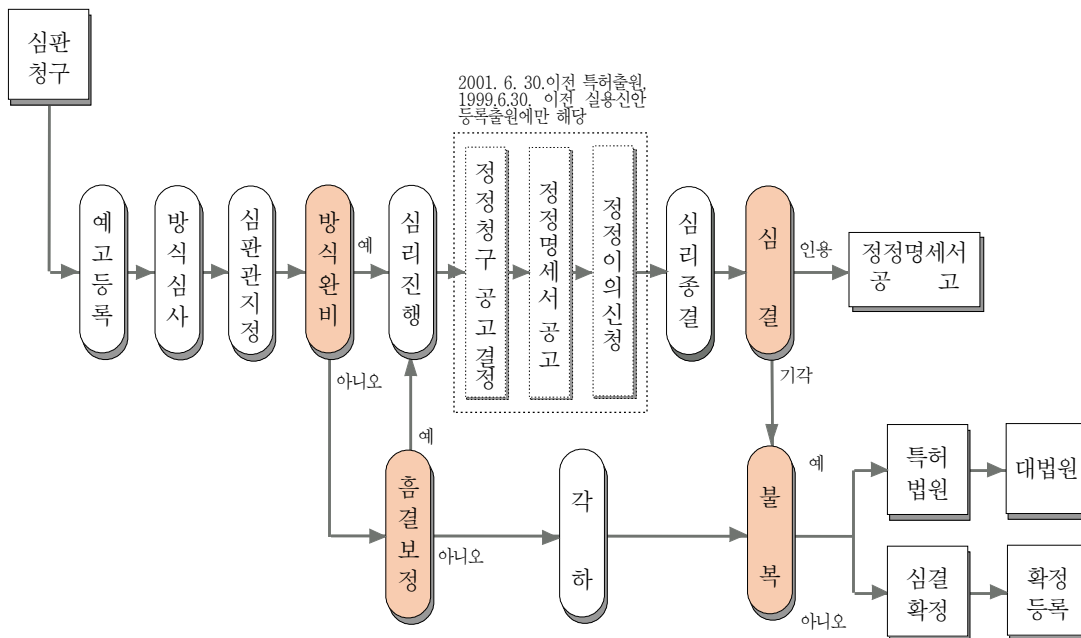 심판
청구
2001. 6. 30.이전 특허출원,
1999.6.30. 이전 실용신안
등록출원에만 해당
예고등록
방식심사
심판관지정
방식완비
예
심리진행
정정청구 공고결정
정정명세서 공고
정정이의신청
심리종결
심 결
인용
정정명세서
공 고
아니오
기각
예
흠결보정
아니오
각 하
불 복
예
아니오
특허
법원
대법원
심결
확정
확정
등록